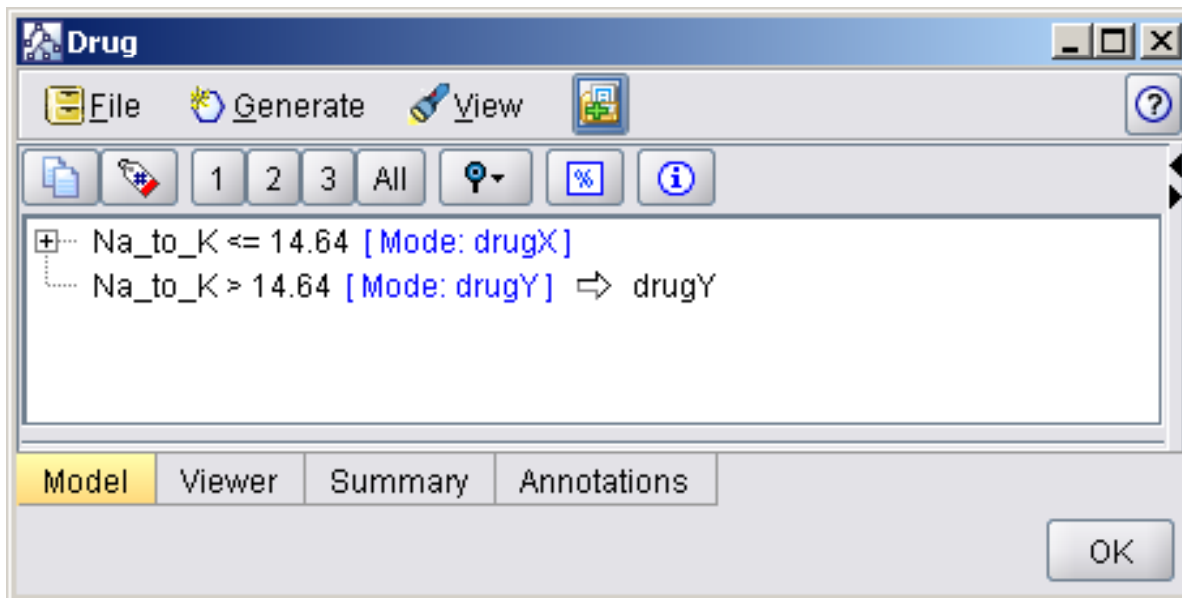 Drug
File Generate View
1 2 3 All %
Na_to_K <= 14.64 [ Mode: drugX ]
Na_to_K > 14.64 [ Mode: drugY ] ⇨ drugY
Model Viewer Summary Annotations
OK